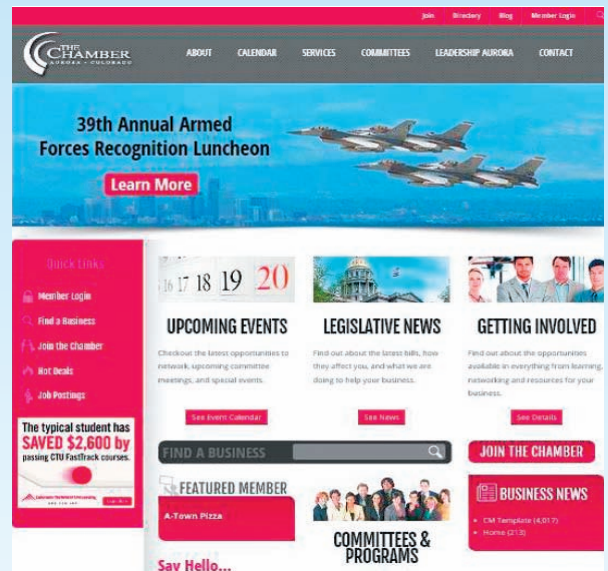 Join Directory Blog Member Login
THE
CHAMBER
AURORA • COLORADO
ABOUT CALENDAR SERVICES COMMITTEES LEADERSHIP AURORA CONTACT
39th Annual Armed
Forces Recognition Luncheon
Learn More
Quick Links
Member Login
Find a Business
Join the Chamber
Hot Deals
Job Postings
The typical student has
SAVED $2,600 by
passing CTU FastTrack courses.
16 17 18 19 20
UPCOMING EVENTS
Checkout the latest opportunities to
network, upcoming committee
meetings, and special events.
See Event Calendar
LEGISLATIVE NEWS
Find out about the latest bills, how
they affect you, and what we are
doing to help your business.
See News
GETTING INVOLVED
Find out about the opportunities
available in everything from learning,
networking and resources for your
business.
See Details
FIND A BUSINESS
JOIN THE CHAMBER
FEATURED MEMBER
A-Town Pizza
Say Hello...
COMMITTEES &
PROGRAMS
BUSINESS NEWS
CM Template (4,017)
Home (213)